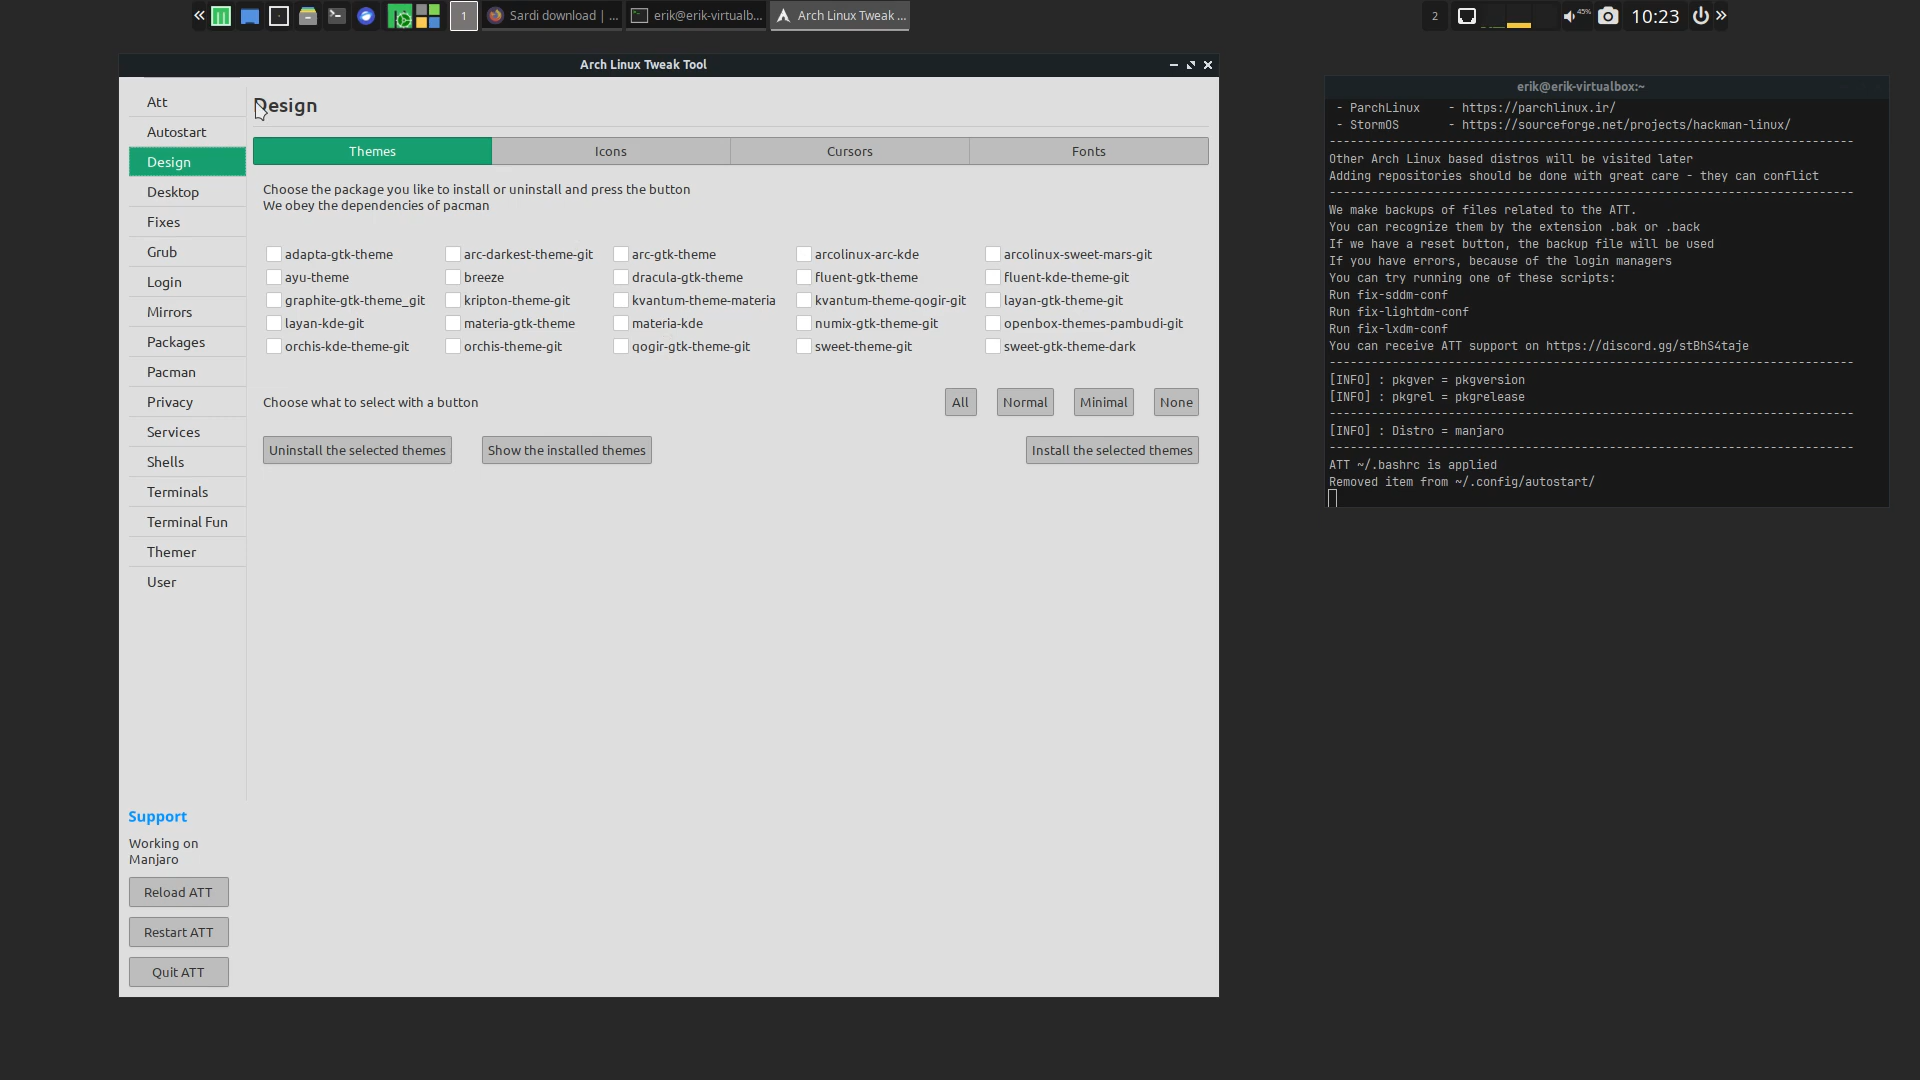 1
Sardi download | ...
erik@erik-virtualb...
Arch Linux Tweak ...
2
45%
10:23
Arch Linux Tweak Tool
Att
Autostart
Design
Desktop
Fixes
Grub
Login
Mirrors
Packages
Pacman
Privacy
Services
Shells
Terminals
Terminal Fun
Themer
User
Support
Working on
Manjaro
Reload ATT
Restart ATT
Quit ATT
Design
Themes Icons Cursors Fonts
Choose the package you like to install or uninstall and press the button
We obey the dependencies of pacman
adapta-gtk-theme arc-darkest-theme-git arc-gtk-theme arcolinux-arc-kde arcolinux-sweet-mars-git
ayu-theme breeze dracula-gtk-theme fluent-gtk-theme fluent-kde-theme-git
graphite-gtk-theme_git kripton-theme-git kvantum-theme-materia kvantum-theme-qogir-git layan-gtk-theme-git
layan-kde-git materia-gtk-theme materia-kde numix-gtk-theme-git openbox-themes-pambudi-git
orchis-kde-theme-git orchis-theme-git qogir-gtk-theme-git sweet-theme-git sweet-gtk-theme-dark
Choose what to select with a button All Normal Minimal None
Uninstall the selected themes Show the installed themes Install the selected themes
erik@erik-virtualbox:~
- ParchLinux - https://parchlinux.ir/
- StormOS - https://sourceforge.net/projects/hackman-linux/
---------------------------------------------------------------------------
Other Arch Linux based distros will be visited later
Adding repositories should be done with great care - they can conflict
---------------------------------------------------------------------------
We make backups of files related to the ATT.
You can recognize them by the extension .bak or .back
If we have a reset button, the backup file will be used
If you have errors, because of the login managers
You can try running one of these scripts:
Run fix-sddm-conf
Run fix-lightdm-conf
Run fix-lxdm-conf
You can receive ATT support on https://discord.gg/stBhS4taje
---------------------------------------------------------------------------
[INFO] : pkgver = pkgversion
[INFO] : pkgrel = pkgrelease
---------------------------------------------------------------------------
[INFO] : Distro = manjaro
---------------------------------------------------------------------------
ATT ~/.bashrc is applied
Removed item from ~/.config/autostart/